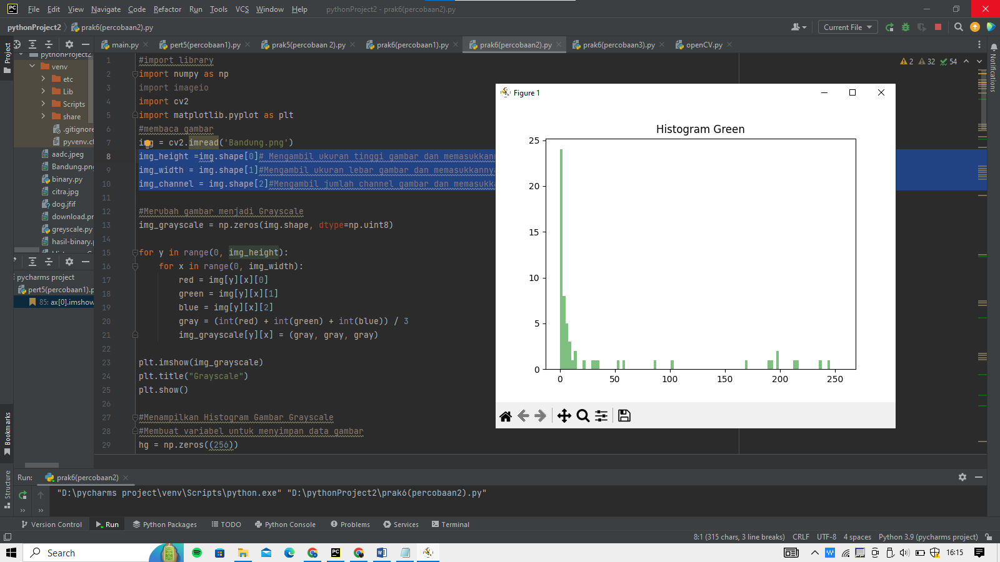 File Edit View Navigate Code Refactor Run Tools VCS Window Help pythonProject2 - prak6(percobaan2).py
pythonProject2 prak6(percobaan2).py Current File
main.py pert5(percobaan1).py prak5(percobaan 2).py prak6(percobaan1).py prak6(percobaan2).py prak6(percobaan3).py openCV.py
Project
pythonProject2
venv
etc
Lib
Scripts
share
.gitignore
pyvenv.cf
aadc.jpeg
Bandung.png
binary.py
citra.jpg
dog.jfif
download.pr
greyscale.py
hasil-binary.
pycharms project
pert5(percobaan1).p
85: ax[0].imshow
Bookmarks
Structure
Notifications
2 32 54
1 #import library
2 import numpy as np
3 import imageio
4 import cv2
5 import matplotlib.pyplot as plt
6 #membaca gambar
7 img = cv2.imread('Bandung.png')
8 img_height =img.shape[0]# Mengambil ukuran tinggi gambar dan memasukkann
9 img_width = img.shape[1]#Mengambil ukuran lebar gambar dan memasukkannya
10 img_channel = img.shape[2]#Mengambil jumlah channel gambar dan memasukka
11
12 #Merubah gambar menjadi Grayscale
13 img_grayscale = np.zeros(img.shape, dtype=np.uint8)
14
15 for y in range(0, img_height):
16 for x in range(0, img_width):
17 red = img[y][x][0]
18 green = img[y][x][1]
19 blue = img[y][x][2]
20 gray = (int(red) + int(green) + int(blue)) / 3
21 img_grayscale[y][x] = (gray, gray, gray)
22
23 plt.imshow(img_grayscale)
24 plt.title("Grayscale")
25 plt.show()
26
27 #Menampilkan Histogram Gambar Grayscale
28 #Membuat variabel untuk menyimpan data gambar
29 hg = np.zeros((256))
Figure 1
Histogram Green
25
20
15
10
5
0
0 50 100 150 200 250
Run: prak6(percobaan2)
"D:\pycharms project\venv\Scripts\python.exe" "D:\pythonProject2\prak6(percobaan2).py"
Version Control Run Python Packages TODO Python Console Problems Services Terminal
8:1 (315 chars, 3 line breaks) CRLF UTF-8 4 spaces Python 3.9 (pycharms project)
Search 16:15